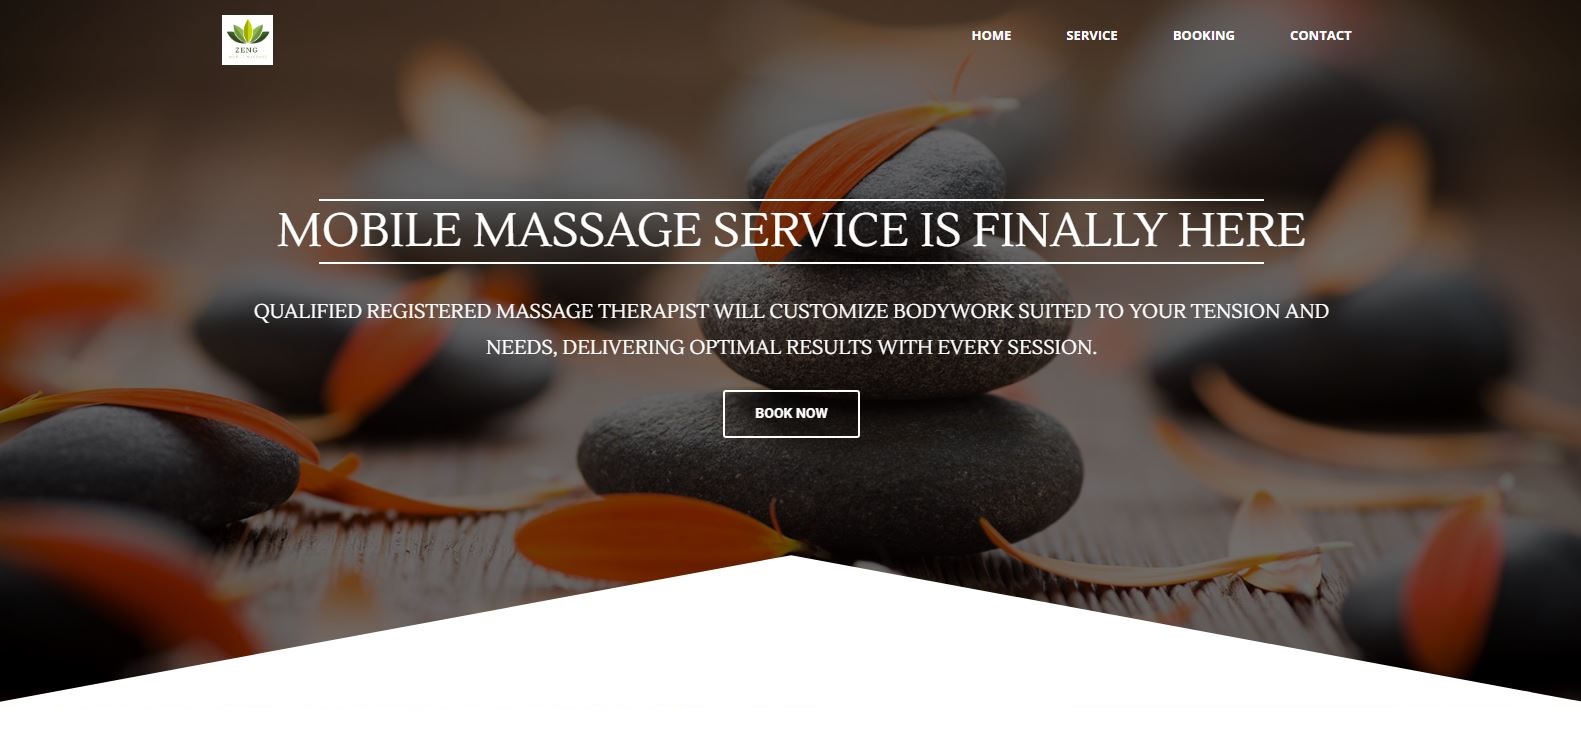 ZENG
HOME
SERVICE
BOOKING
CONTACT
MOBILE MASSAGE SERVICE IS FINALLY HERE
QUALIFIED REGISTERED MASSAGE THERAPIST WILL CUSTOMIZE BODYWORK SUITED TO YOUR TENSION AND
NEEDS, DELIVERING OPTIMAL RESULTS WITH EVERY SESSION.
BOOK NOW